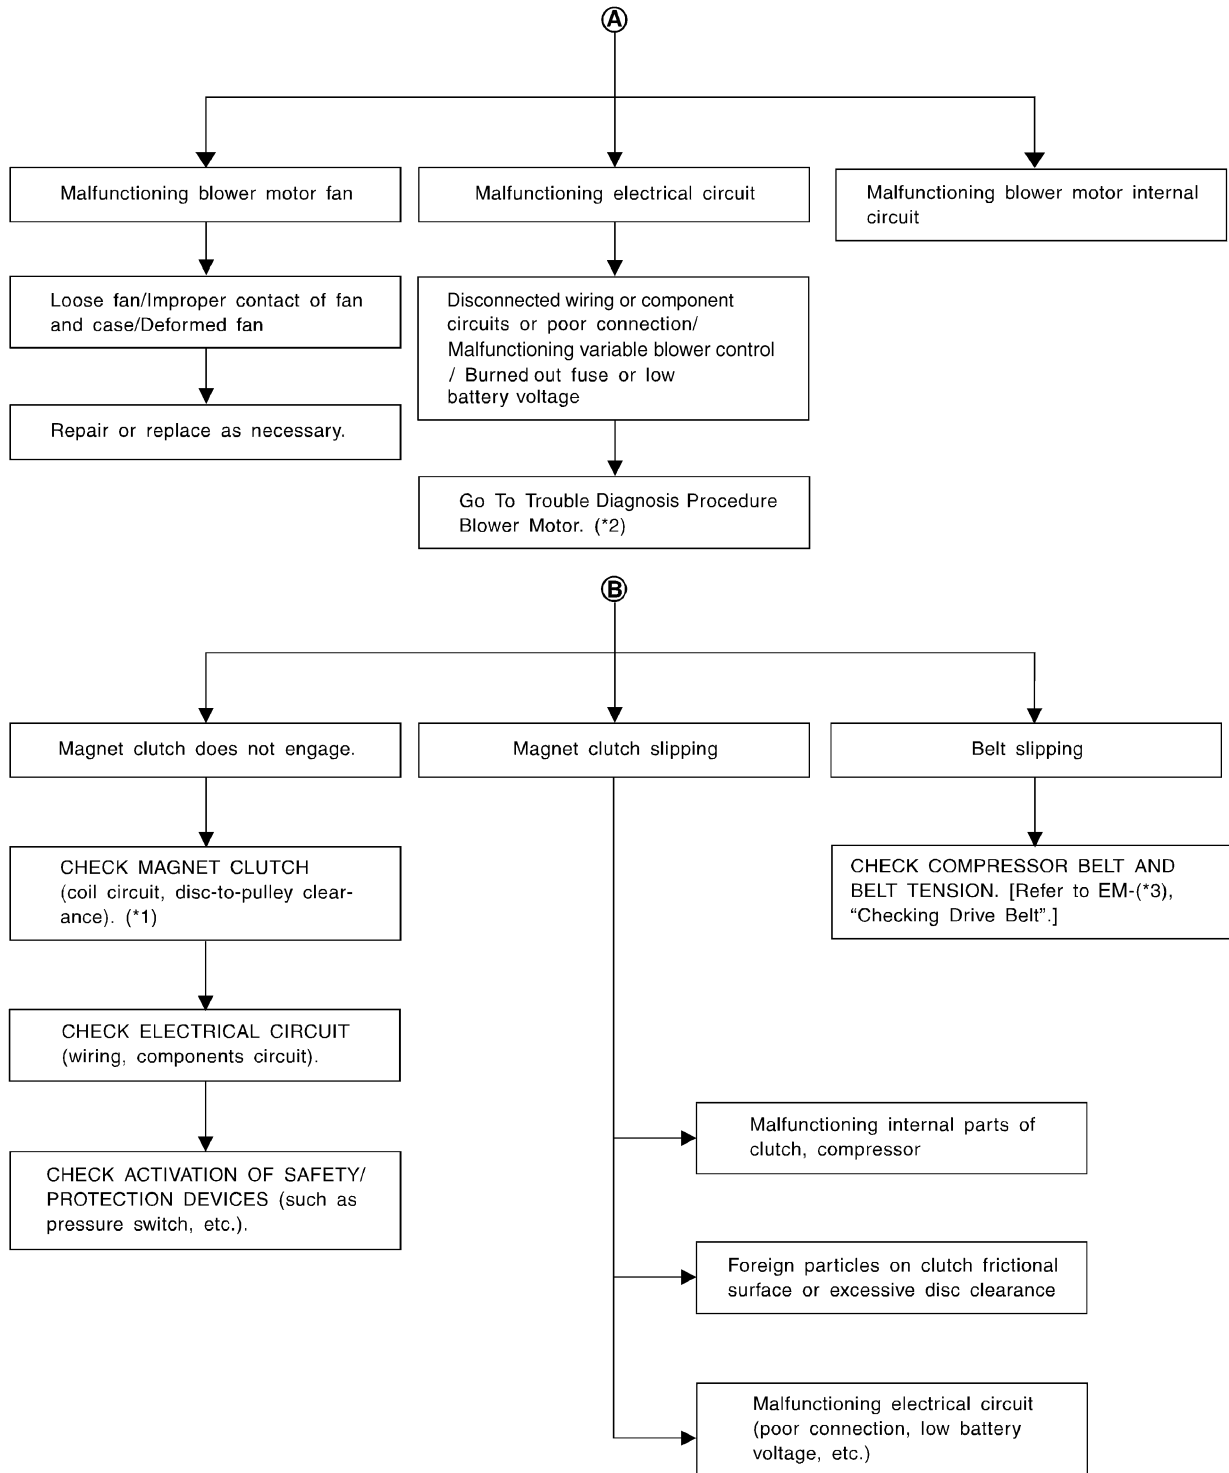 A
Malfunctioning blower motor fan
Malfunctioning electrical circuit
Malfunctioning blower motor internal
circuit
Loose fan/Improper contact of fan
and case/Deformed fan
Disconnected wiring or component
circuits or poor connection/
Malfunctioning variable blower control
/ Burned out fuse or low
battery voltage
Repair or replace as necessary.
Go To Trouble Diagnosis Procedure
Blower Motor. (*2)
B
Magnet clutch does not engage.
Magnet clutch slipping
Belt slipping
CHECK MAGNET CLUTCH
(coil circuit, disc-to-pulley clear-
ance). (*1)
CHECK COMPRESSOR BELT AND
BELT TENSION. [Refer to EM-(*3),
“Checking Drive Belt”.]
CHECK ELECTRICAL CIRCUIT
(wiring, components circuit).
CHECK ACTIVATION OF SAFETY/
PROTECTION DEVICES (such as
pressure switch, etc.).
Malfunctioning internal parts of
clutch, compressor
Foreign particles on clutch frictional
surface or excessive disc clearance
Malfunctioning electrical circuit
(poor connection, low battery
voltage, etc.)